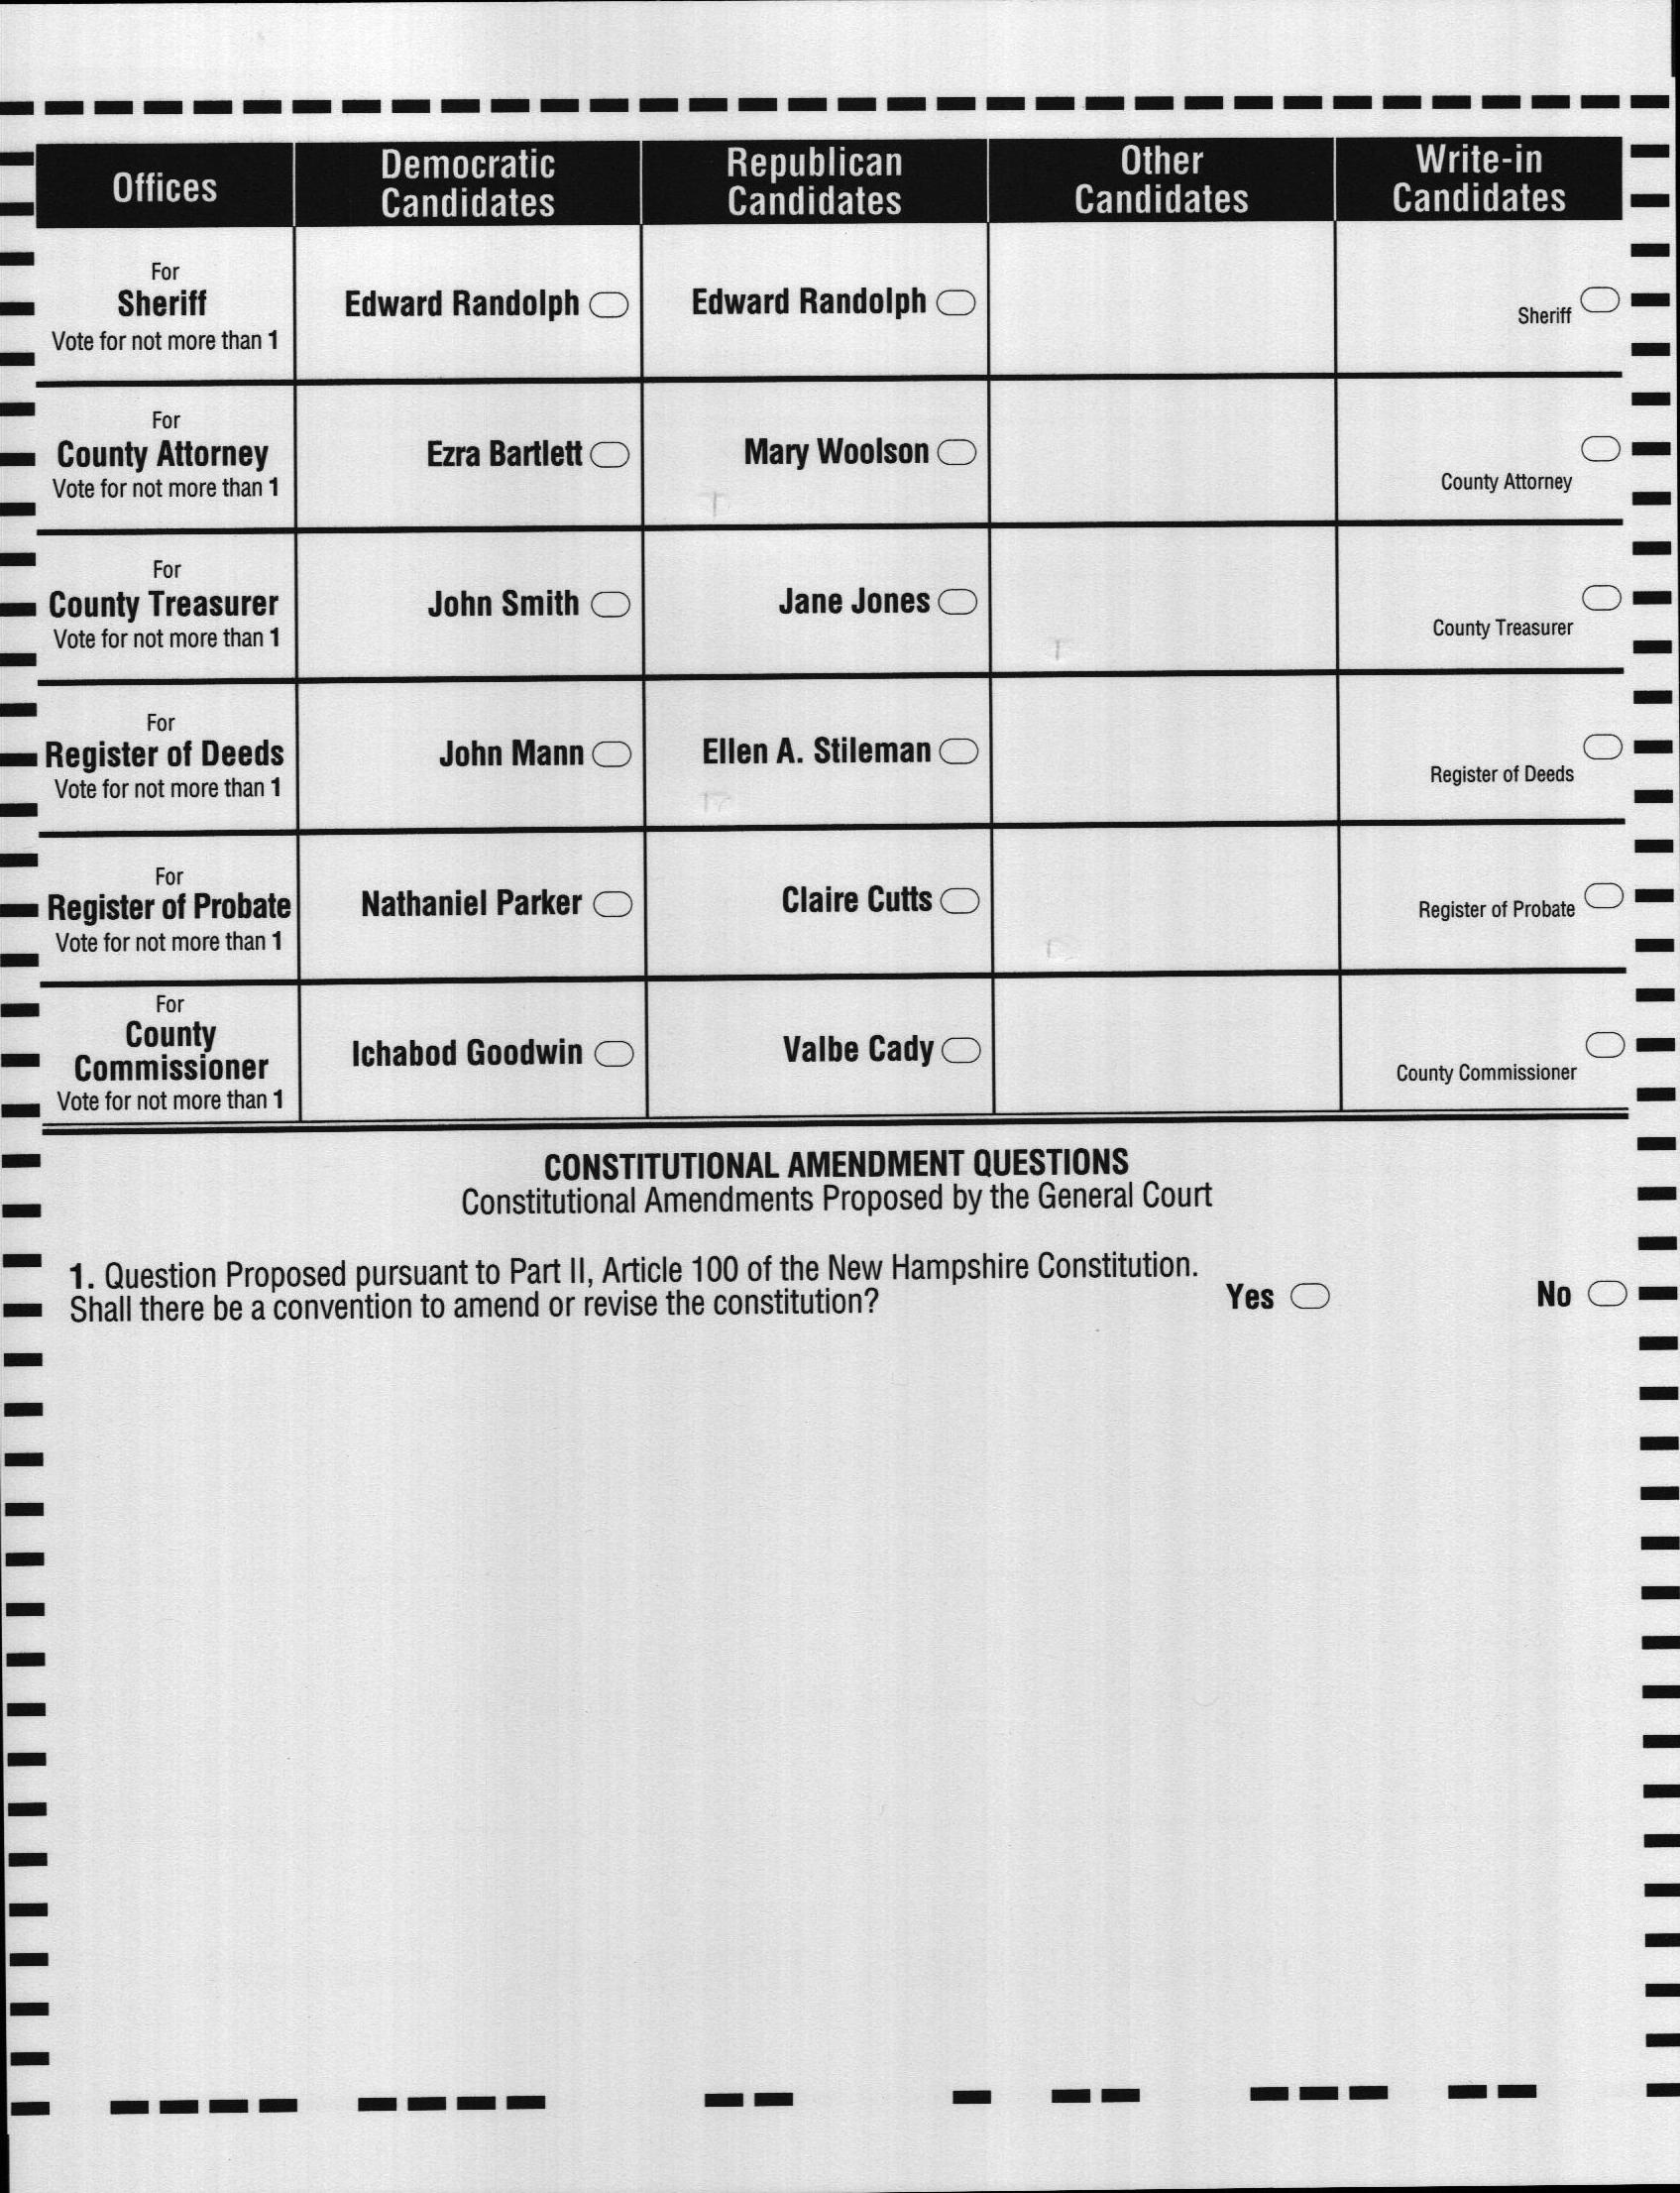 Offices
Democratic
Candidates
Republican
Candidates
Other
Candidates
Write-in
Candidates
For
Sheriff
Vote for not more than 1
Edward Randolph
Edward Randolph
Sheriff
For
County Attorney
Vote for not more than 1
Ezra Bartlett
Mary Woolson
County Attorney
For
County Treasurer
Vote for not more than 1
John Smith
Jane Jones
County Treasurer
For
Register of Deeds
Vote for not more than 1
John Mann
Ellen A. Stileman
Register of Deeds
For
Register of Probate
Vote for not more than 1
Nathaniel Parker
Claire Cutts
Register of Probate
For
County
Commissioner
Vote for not more than 1
Ichabod Goodwin
Valbe Cady
County Commissioner
CONSTITUTIONAL AMENDMENT QUESTIONS
Constitutional Amendments Proposed by the General Court
1. Question Proposed pursuant to Part II, Article 100 of the New Hampshire Constitution.
Shall there be a convention to amend or revise the constitution?
Yes
No